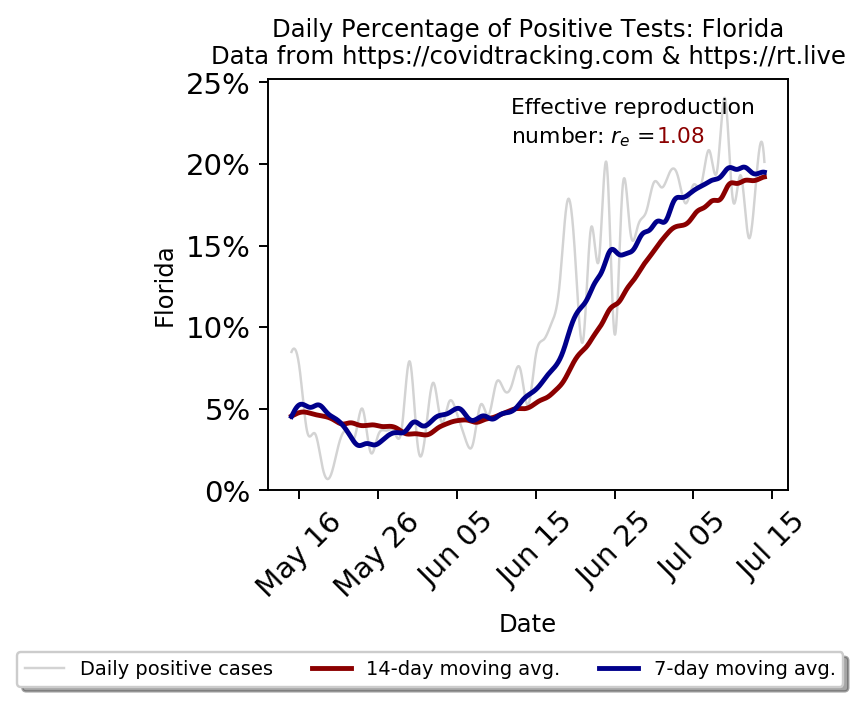 Daily Percentage of Positive Tests: Florida
Data from https://covidtracking.com & https://rt.live
Effective reproduction
number: rₑ =1.08
25%
20%
15%
10%
5%
0%
Florida
May 16
May 26
Jun 05
Jun 15
Jun 25
Jul 05
Jul 15
Date
Daily positive cases
14-day moving avg.
7-day moving avg.